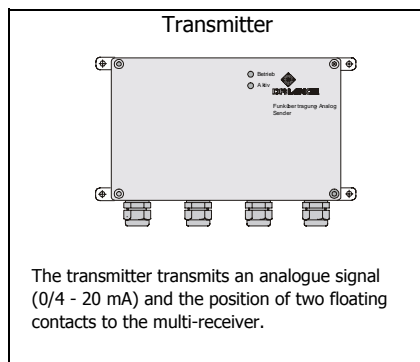 Transmitter
Betrieb
Aktiv
Funkübertragung Analog
Sender
The transmitter transmits an analogue signal
(0/4 - 20 mA) and the position of two floating
contacts to the multi-receiver.